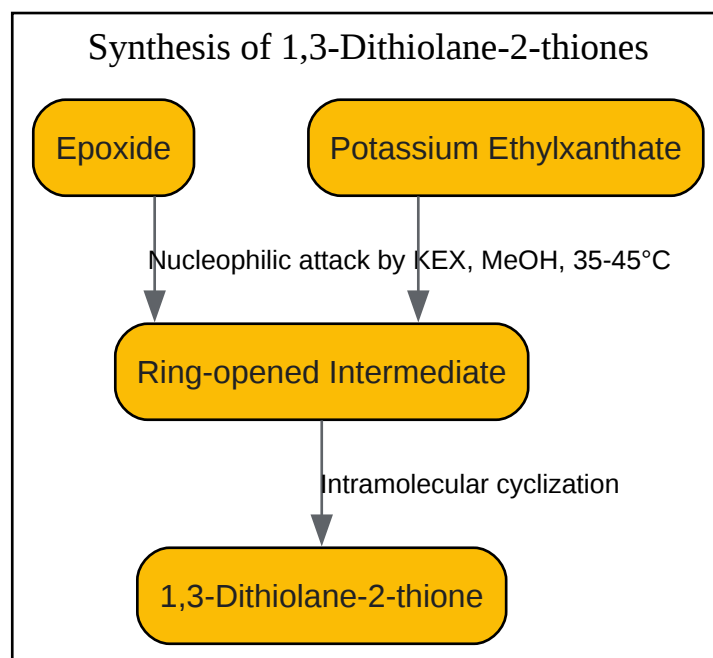 Synthesis of 1,3-Dithiolane-2-thiones
Epoxide
Potassium Ethylxanthate
Nucleophilic attack by KEX, MeOH, 35-45°C
Ring-opened Intermediate
Intramolecular cyclization
1,3-Dithiolane-2-thione